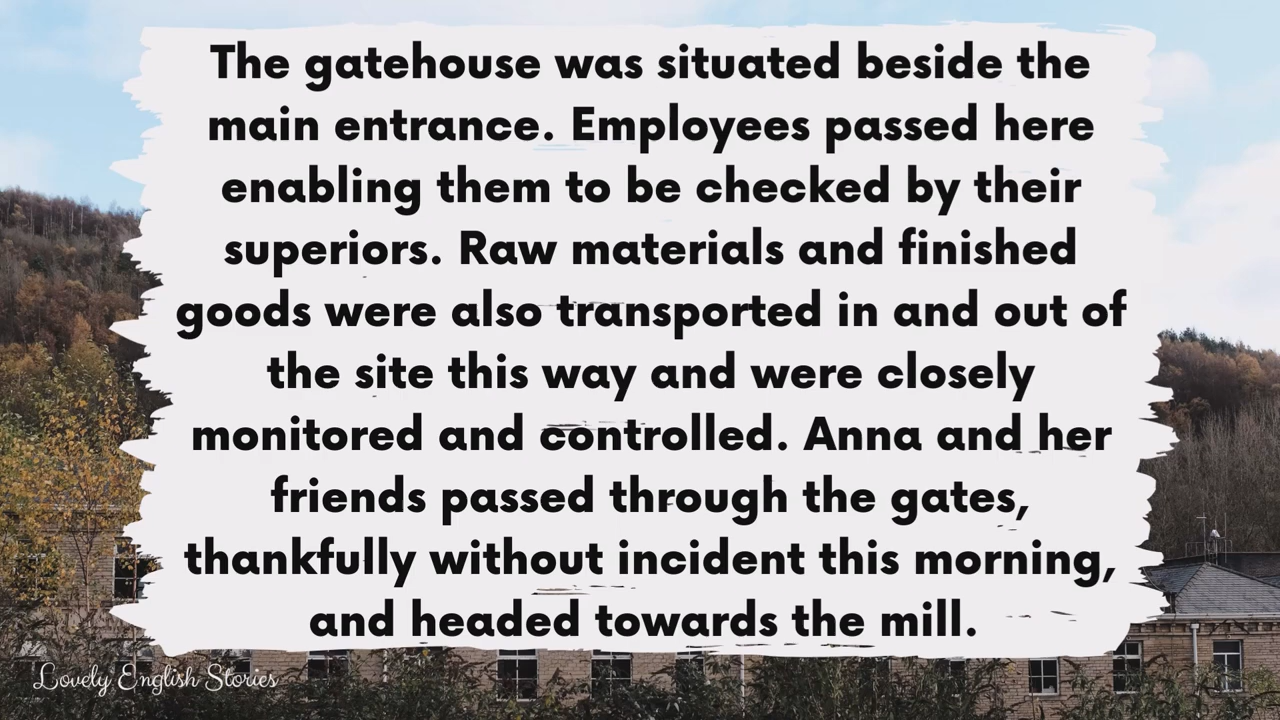 The gatehouse was situated beside the
main entrance. Employees passed here
enabling them to be checked by their
superiors. Raw materials and finished
goods were also transported in and out of
the site this way and were closely
monitored and controlled. Anna and her
friends passed through the gates,
thankfully without incident this morning,
and headed towards the mill.
Lovely English Stories